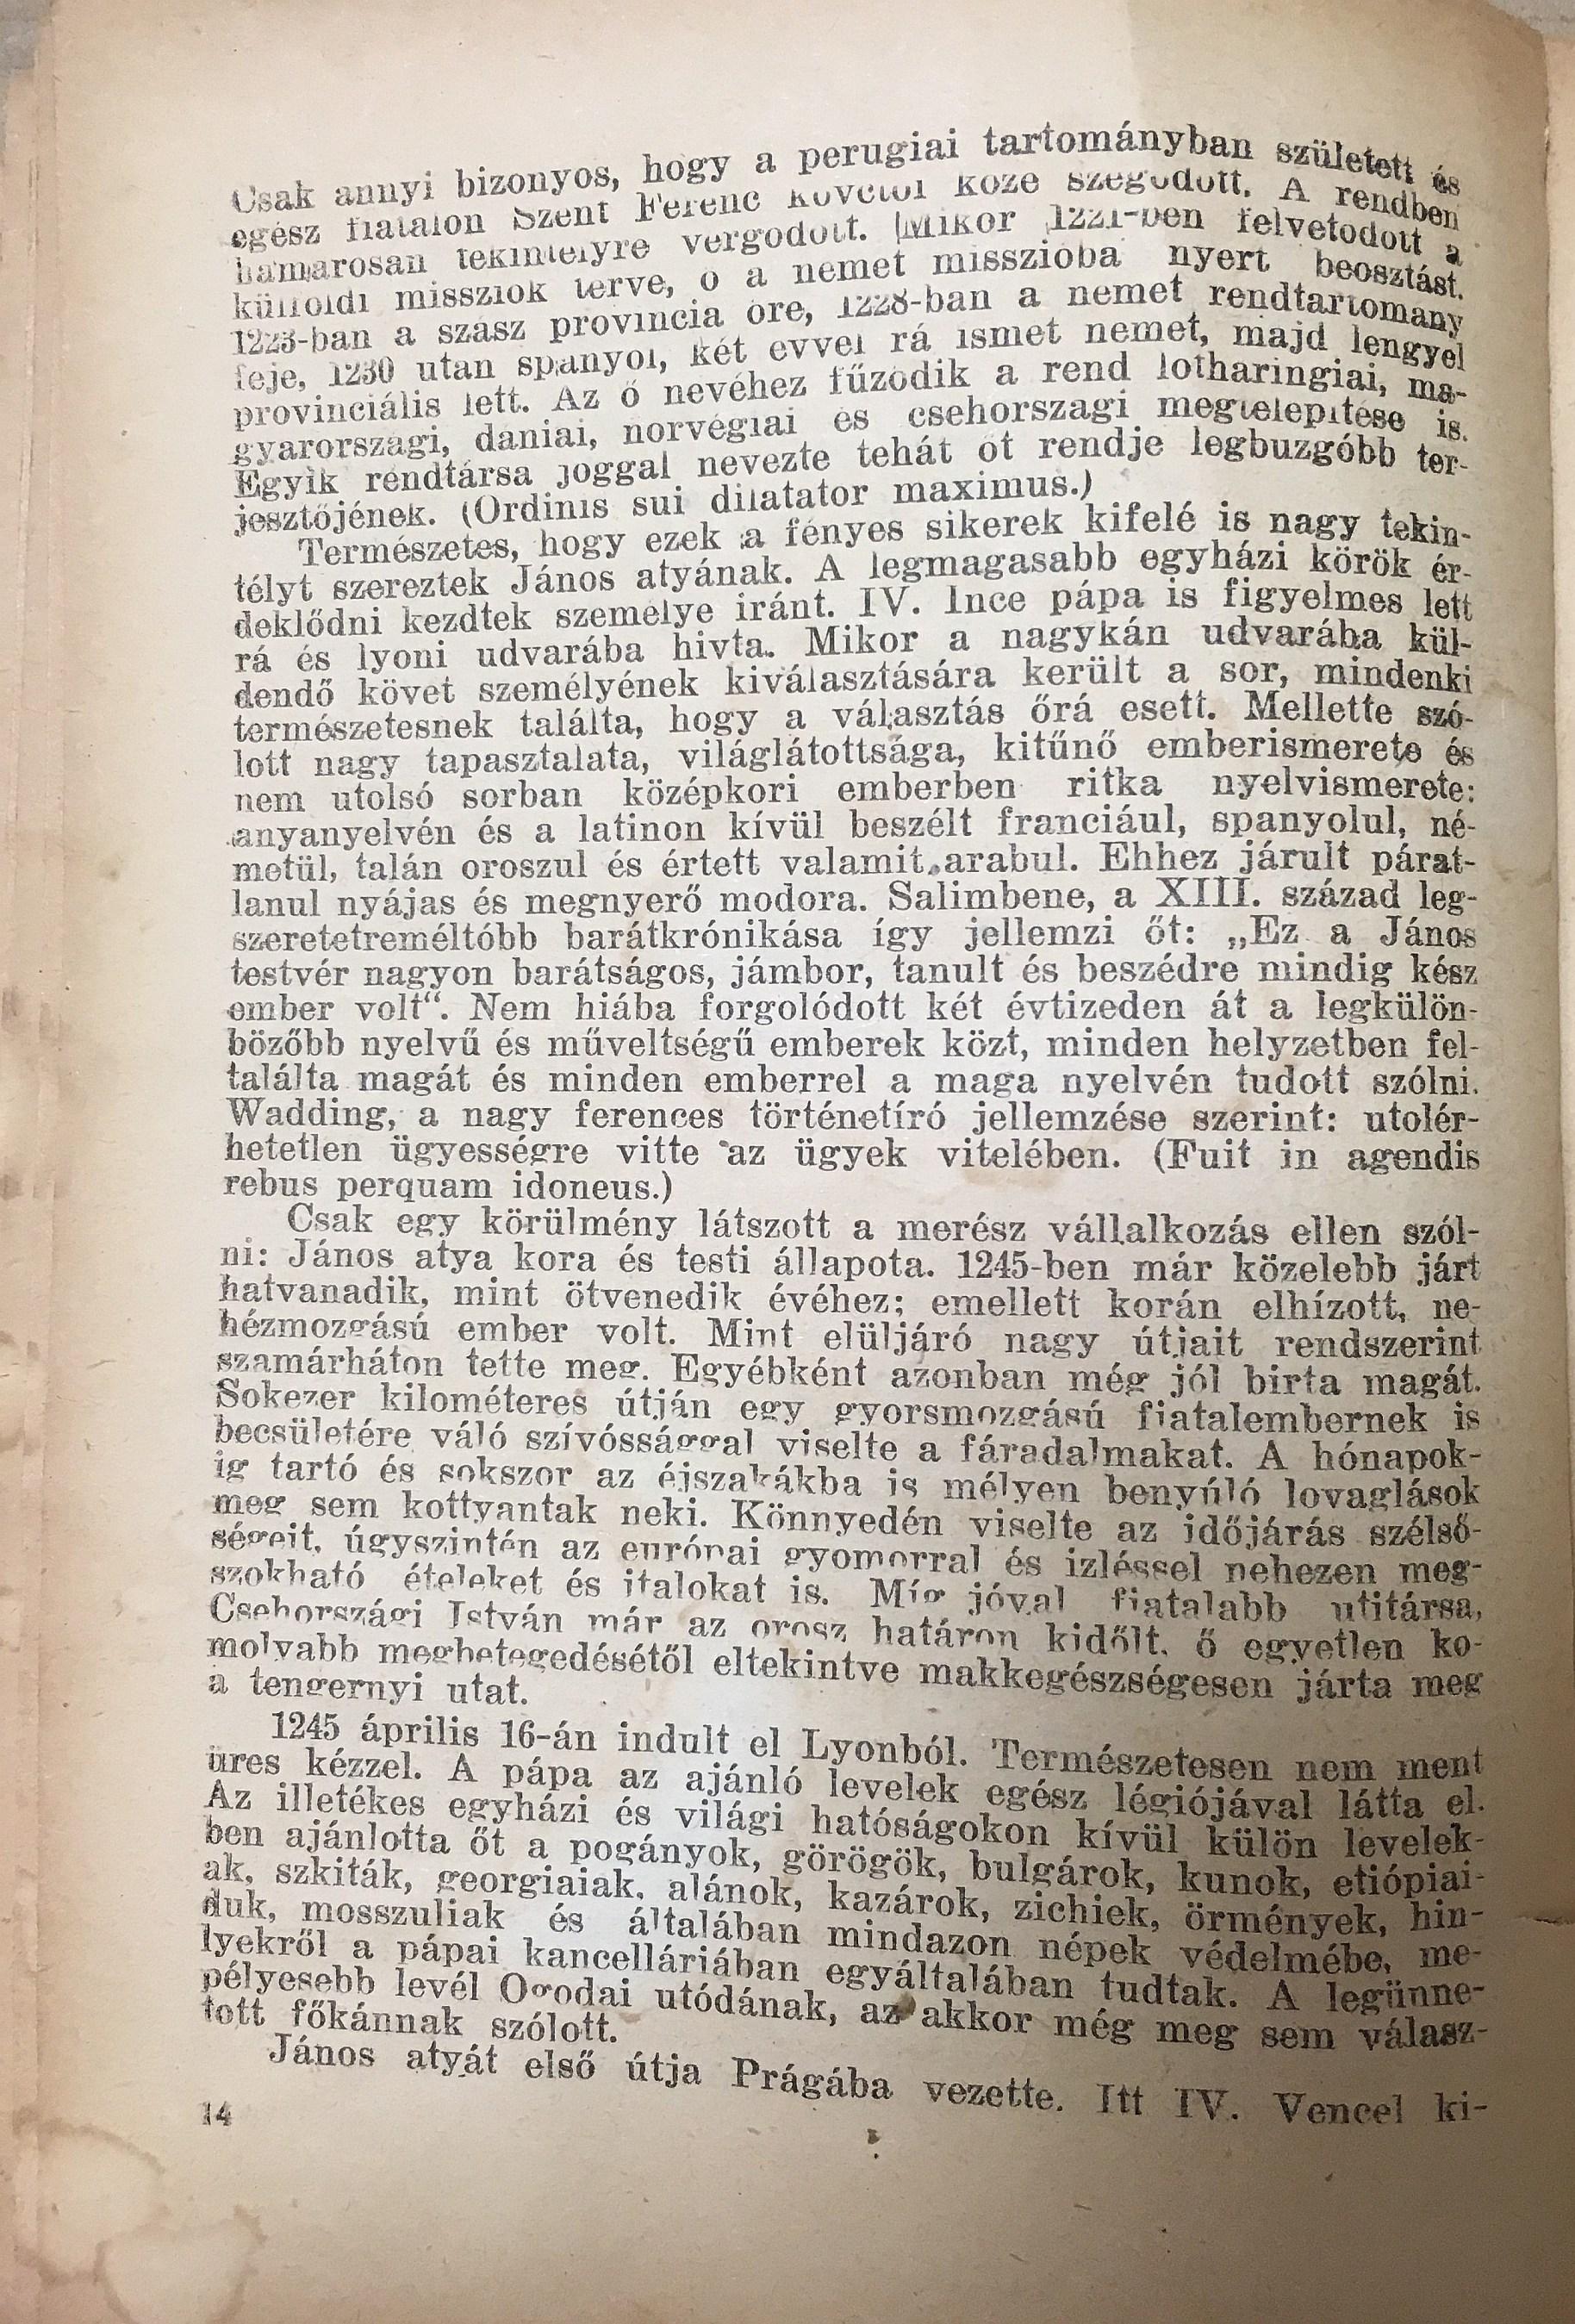 Csak annyi bizonyos, hogy a perugiai tartományban született és
egész fiatalon Szent Ferenc követői közé szegődött. A rendben
hamarosan tekintélyre vergődött. Mikor 1221-ben felvetődött a
külföldi missziók terve, ő a német misszióba nyert beosztást.
1223-ban a szász provincia őre, 1228-ban a német rendtartomány
feje, 1230 után spanyol, két évvel rá ismét német, majd lengyel
provinciális lett. Az ő nevéhez fűződik a rend lotharingiai, ma-
gyarországi, dániai, norvégiai és csehországi megtelepítése is.
Egyik rendtársa joggal nevezte tehát őt rendje legbuzgóbb ter-
jesztőjének. (Ordinis sui dilatator maximus.)
Természetes, hogy ezek a fényes sikerek kifelé is nagy tekin-
télyt szereztek János atyának. A legmagasabb egyházi körök ér-
deklődni kezdtek személye iránt. IV. Ince pápa is figyelmes lett
rá és lyoni udvarába hivta. Mikor a nagykán udvarába kül-
dendő követ személyének kiválasztására került a sor, mindenki
természetesnek találta, hogy a választás őrá esett. Mellette szó-
lott nagy tapasztalata, világlátottsága, kitűnő emberismerete és
nem utolsó sorban középkori emberben ritka nyelvismerete:
anyanyelvén és a latinon kívül beszélt franciául, spanyolul, né-
metül, talán oroszul és értett valamit arabul. Ehhez járult párat-
lanul nyájas és megnyerő modora. Salimbene, a XIII. század leg-
szeretetreméltóbb barátkrónikása így jellemzi őt: „Ez a János
testvér nagyon barátságos, jámbor, tanult és beszédre mindig kész
ember volt“. Nem hiába forgolódott két évtizeden át a legkülön-
bözőbb nyelvű és műveltségű emberek közt, minden helyzetben fel-
találta magát és minden emberrel a maga nyelvén tudott szólni.
Wadding, a nagy ferences történetíró jellemzése szerint: utolér-
hetetlen ügyességre vitte az ügyek vitelében. (Fuit in agendis
rebus perquam idoneus.)
Csak egy körülmény látszott a merész vállalkozás ellen szól-
ni: János atya kora és testi állapota. 1245-ben már közelebb járt
hatvanadik, mint ötvenedik évéhez; emellett korán elhízott, ne-
hézmozgású ember volt. Mint elüljáró nagy útjait rendszerint
szamárháton tette meg. Egyébként azonban még jól birta magát.
Sokezer kilométeres útján egy gyorsmozgású fiatalembernek is
becsületére váló szívóssággal viselte a fáradalmakat. A hónapok-
ig tartó és sokszor az éjszakákba is mélyen benyúló lovaglások
meg sem kottyantak neki. Könnyedén viselte az időjárás szélső-
ségeit, úgyszintén az európai gyomorral és izléssel nehezen meg-
szokható ételeket és italokat is. Míg jóval fiatalabb utitársa,
Csehországi István már az orosz határon kidőlt, ő egyetlen ko-
molyabb megbetegedésétől eltekintve makkegészségesen járta meg
a tengernyi utat.
1245 április 16-án indult el Lyonból. Természetesen nem ment
üres kézzel. A pápa az ajánló levelek egész légiójával látta el.
Az illetékes egyházi és világi hatóságokon kívül külön levelek-
ben ajánlotta őt a pogányok, görögök, bulgárok, kunok, etiópiai-
ak, szkiták, georgiaiak, alánok, kazárok, zichiek, örmények, hin-
duk, mosszuliak és általában mindazon népek védelmébe, me-
lyekről a pápai kancelláriában egyáltalában tudtak. A legünne-
pélyesebb levél Ogodai utódának, az akkor még meg sem válasz-
tott főkánnak szólott.
János atyát első útja Prágába vezette. Itt IV. Vencel ki-
14